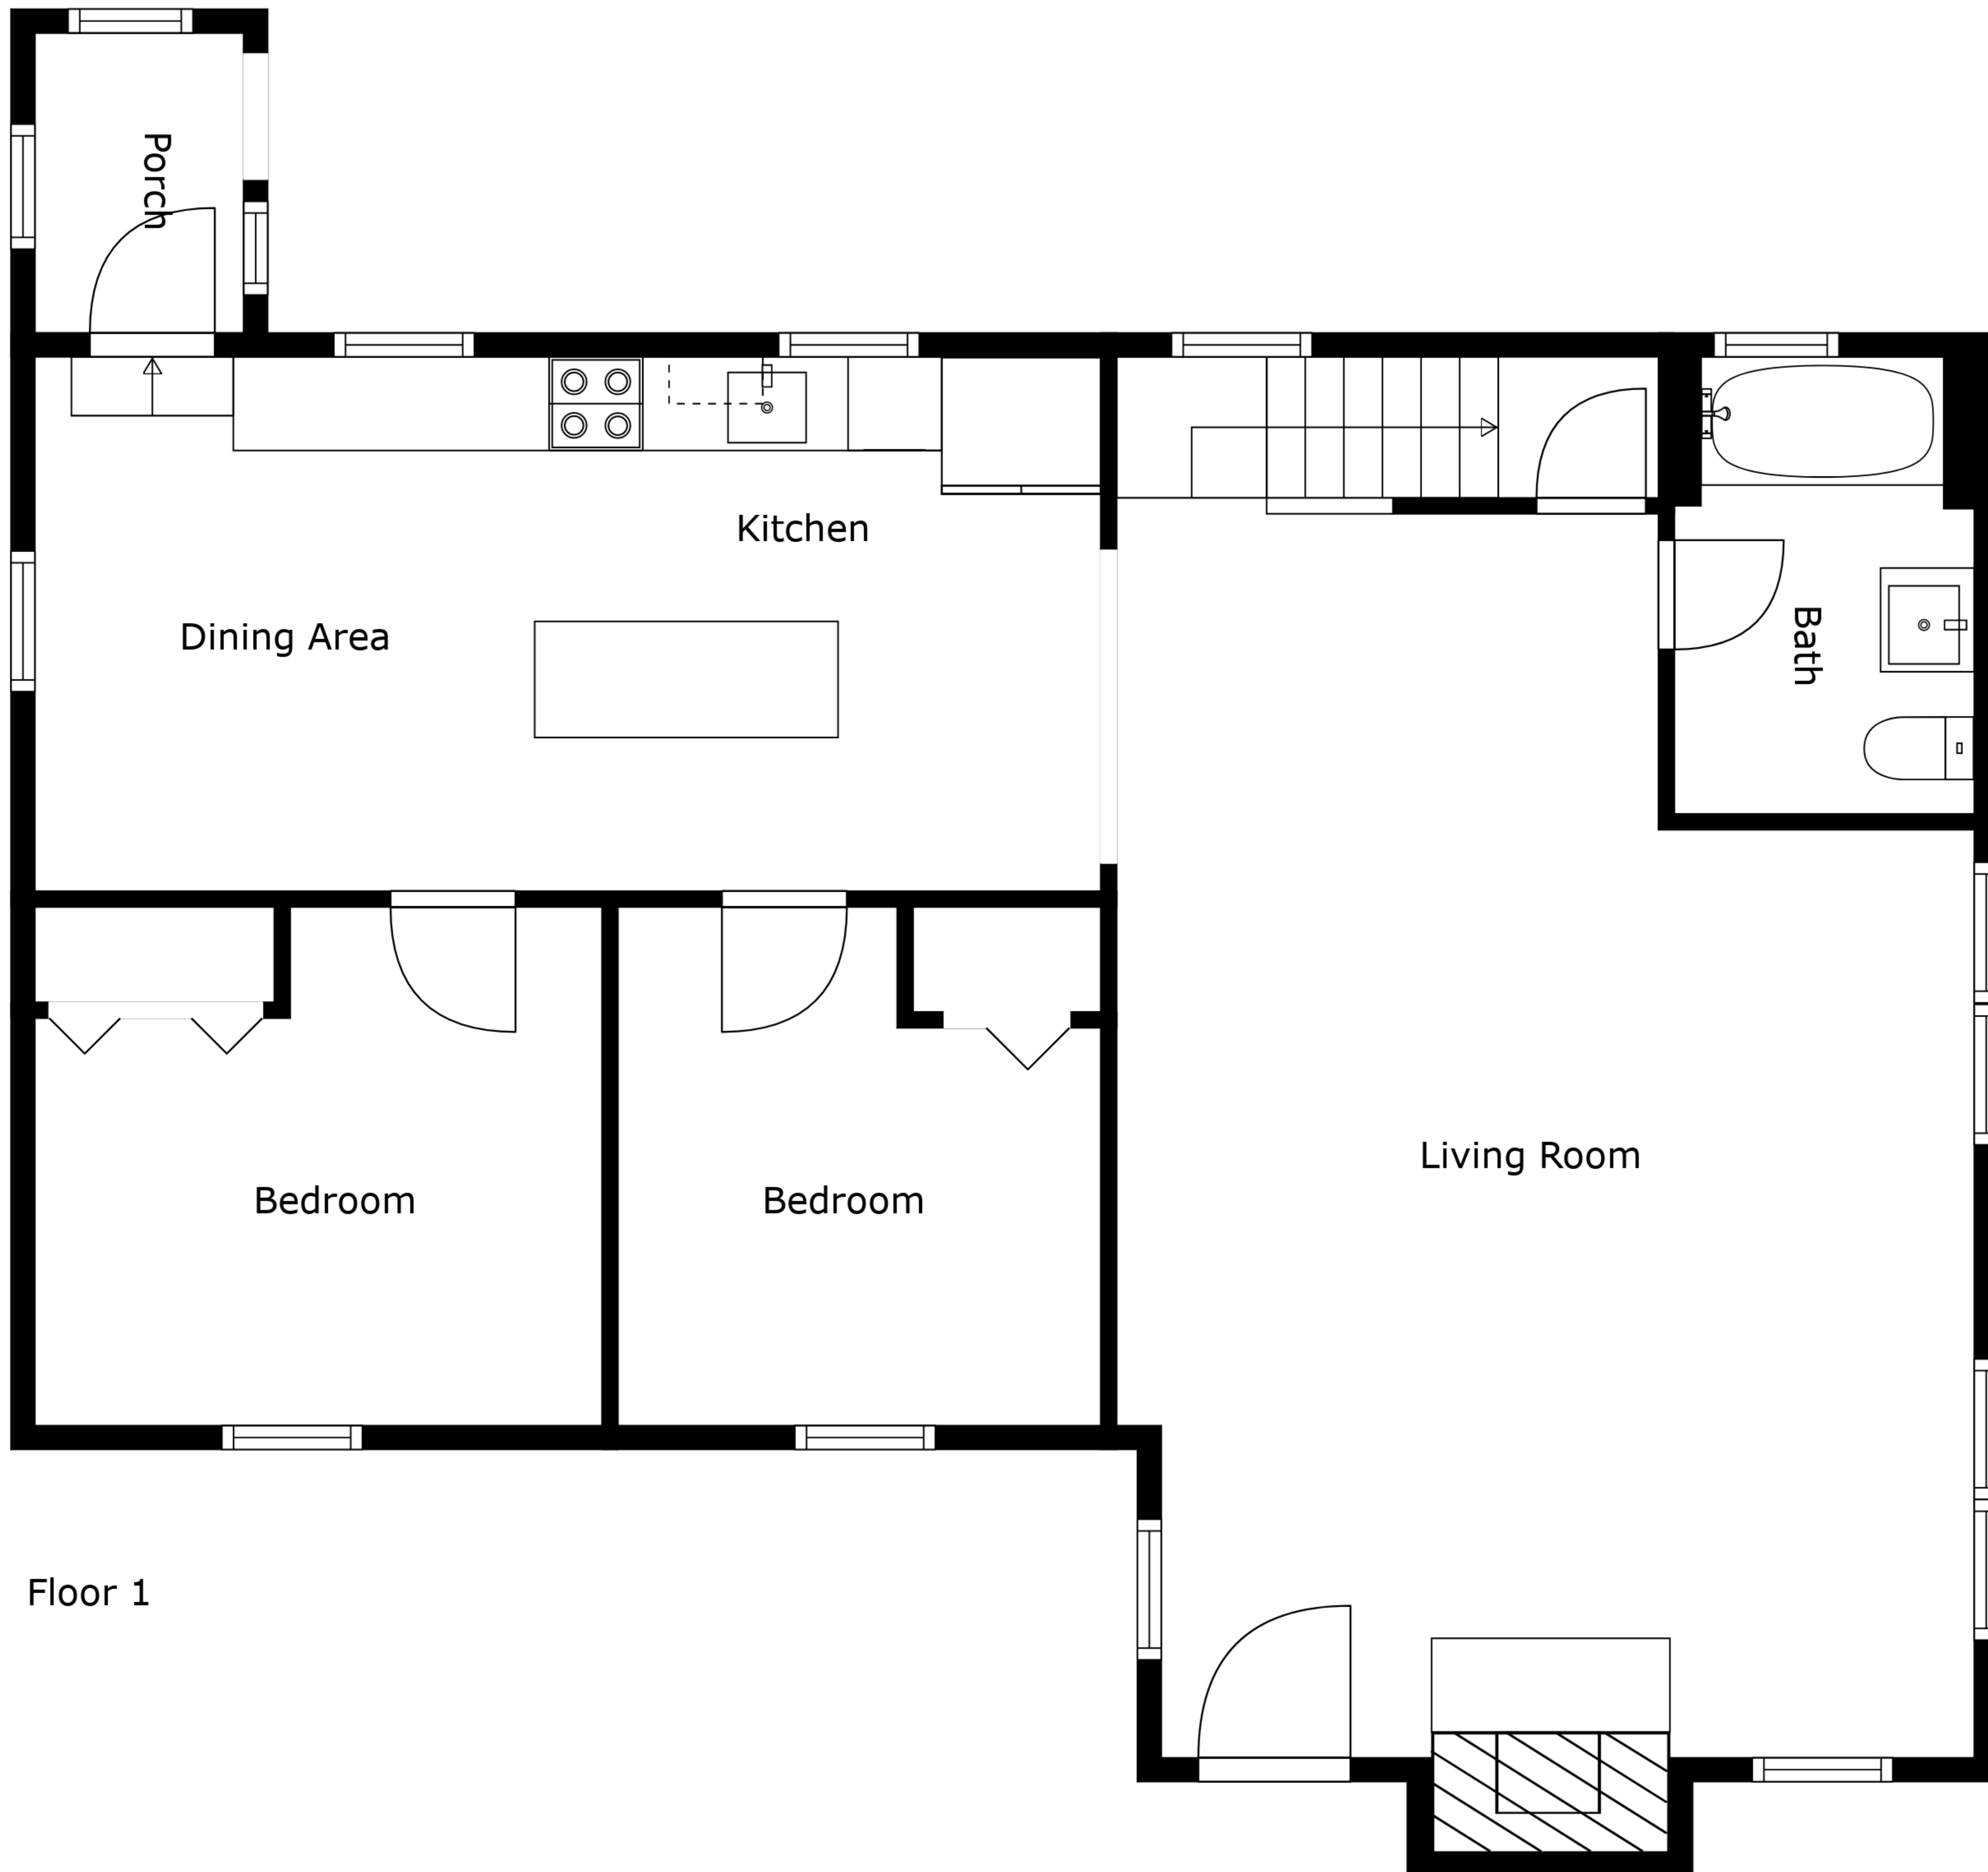 Porch
Kitchen
Dining Area
Bath
Living Room
Bedroom
Bedroom
Floor 1